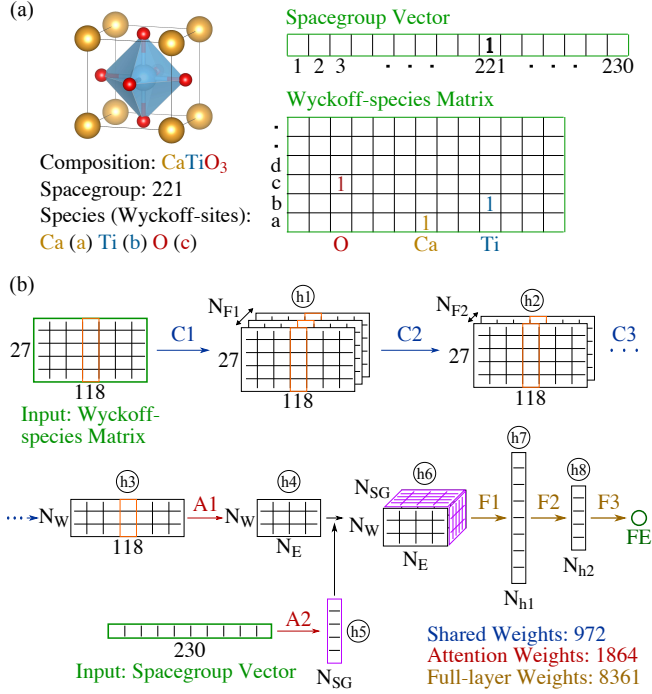 (a)
Spacegroup Vector
1
1 2 3 · · · 221 · · 230
Wyckoff-species Matrix
Composition: CaTiO3
Spacegroup: 221
Species (Wyckoff-sites):
Ca (a) Ti (b) O (c)
·
·
d
c 1
b 1
a 1
O Ca Ti
(b)
NF1 h1
NF2 h2
27 C1 C2 27 C3
118 118 118
Input: Wyckoff-
species Matrix
h3 h4 h6 h7 h8
NW A1 NW NSG NW F1 F2 F3
118 NE NE FE
Nh1 Nh2
A2 h5
230
Input: Spacegroup Vector NSG
Shared Weights: 972
Attention Weights: 1864
Full-layer Weights: 8361